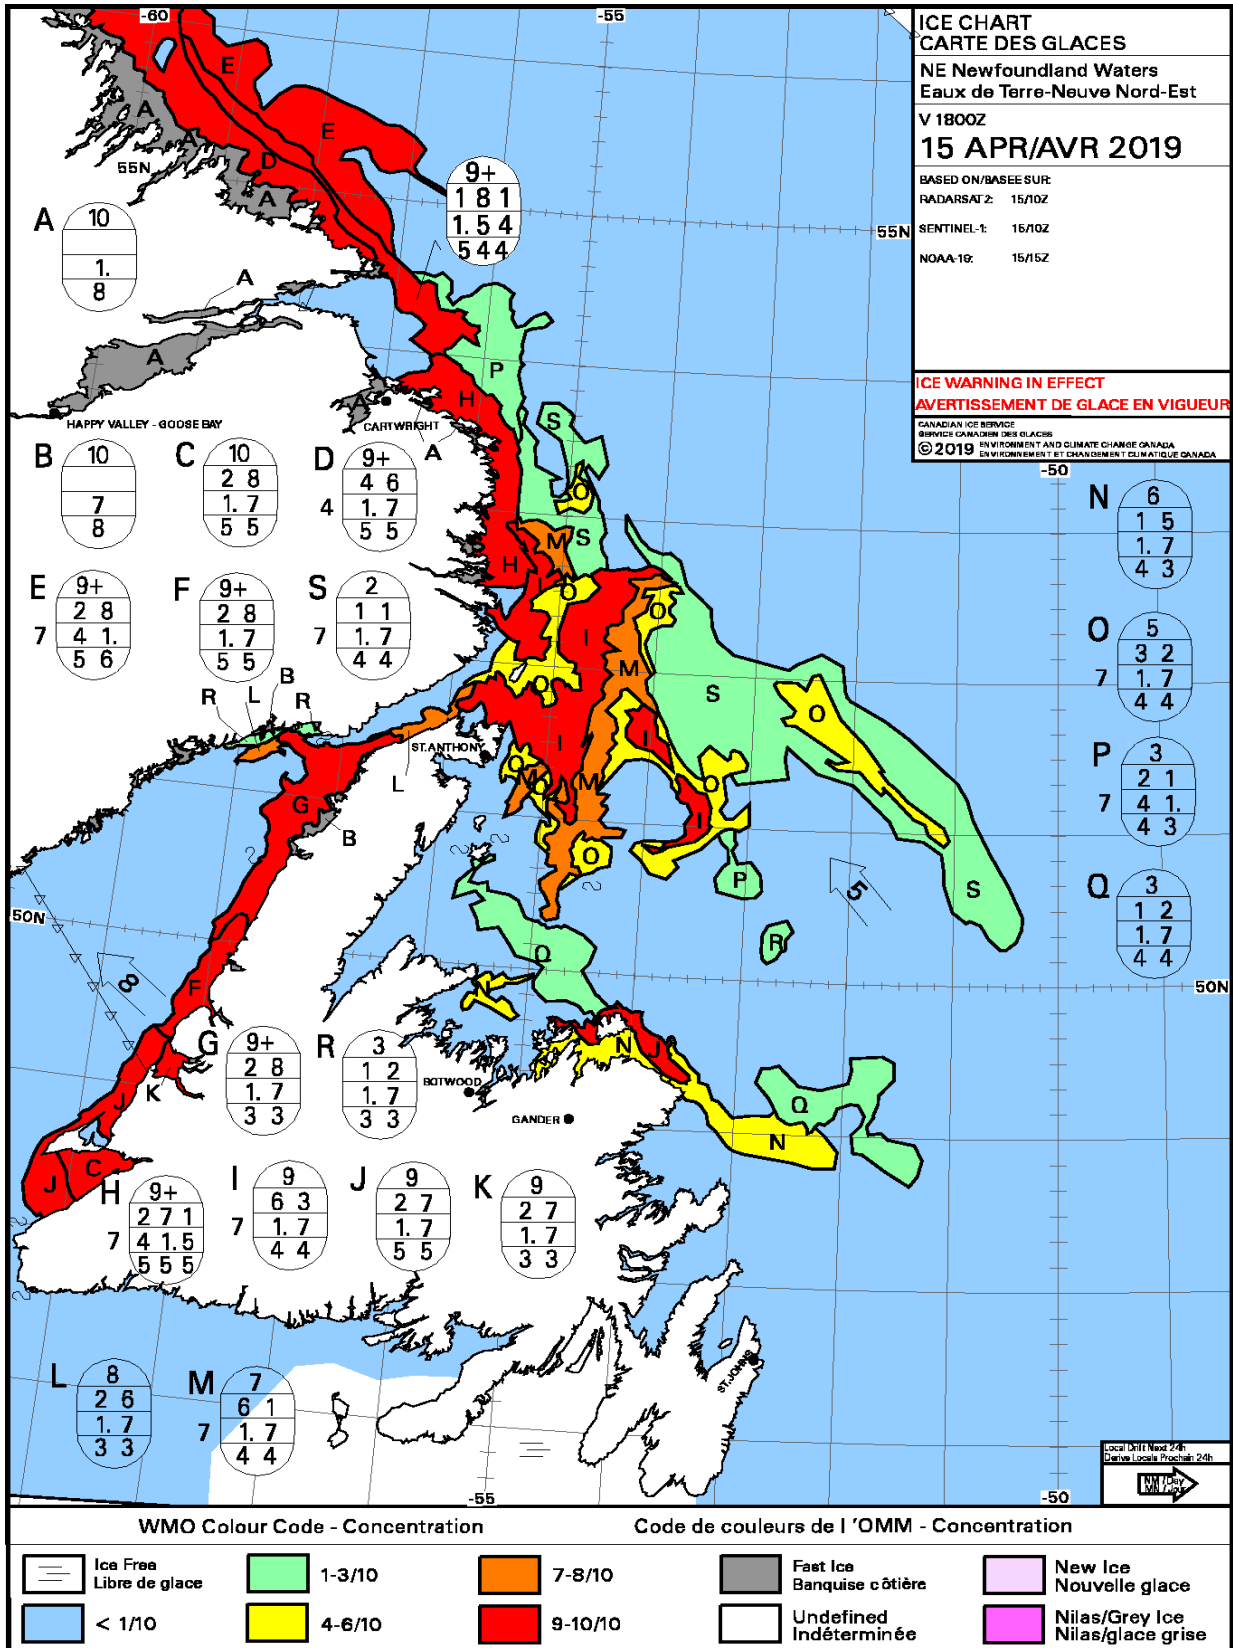 -60
-55
ICE CHART
CARTE DES GLACES
NE Newfoundland Waters
Eaux de Terre-Neuve Nord-Est
V 1800Z
15 APR/AVR 2019
BASED ON/BASEE SUR:
RADARSAT2: 15/10Z
SENTINEL-1: 15/10Z
NOAA-19: 15/15Z
ICE WARNING IN EFFECT
AVERTISSEMENT DE GLACE EN VIGUEUR
CANADIAN ICE SERVICE
SERVICE CANADIEN DES GLACES
© 2019 ENVIRONMENT AND CLIMATE CHANGE CANADA
ENVIRONNEMENT ET CHANGEMENT CLIMATIQUE CANADA
E
E
A
A
D
A
55N
55N
9+
1 8 1
1. 5 4
5 4 4
A
10
1.
8
A
A
P
H
A
S
HAPPY VALLEY - GOOSE BAY
CARTWRIGHT
A
-50
B
10
7
8
C
10
2 8
1. 7
5 5
D
9+
4 6
4 1. 7
5 5
O
M
S
H
N
6
1 5
1. 7
4 3
E
9+
2 8
7 4 1.
5 6
F
9+
2 8
1. 7
5 5
S
2
1 1
7 1. 7
4 4
I
O
O
I
M
O
S
O
O
5
3 2
7 1. 7
4 4
R
L
B
R
ST.ANTHONY
I
I
O
M
O
M
O
L
G
B
I
O
P
S
R
P
3
2 1
7 4 1.
4 3
Q
3
1 2
1. 7
4 4
5
50N
50N
8
F
Q
N
G
9+
2 8
1. 7
3 3
R
3
1 2
1. 7
3 3
BOTWOOD
GANDER
N
J
Q
N
K
J
C
J
H
9+
2 7 1
7 4 1. 5
5 5 5
I
9
6 3
7 1. 7
4 4
J
9
2 7
1. 7
5 5
K
9
2 7
1. 7
3 3
ST.JOHNS
L
8
2 6
1. 7
3 3
M
7
6 1
7 1. 7
4 4
-55
-50
Local Drift Next 24h
Derive Locale Prochain 24h
NM / Day
MN / Jour
WMO Colour Code - Concentration
Code de couleurs de l 'OMM - Concentration
Ice Free
Libre de glace
1-3/10
7-8/10
Fast Ice
Banquise côtière
New Ice
Nouvelle glace
< 1/10
4-6/10
9-10/10
Undefined
Indéterminée
Nilas/Grey Ice
Nilas/glace grise